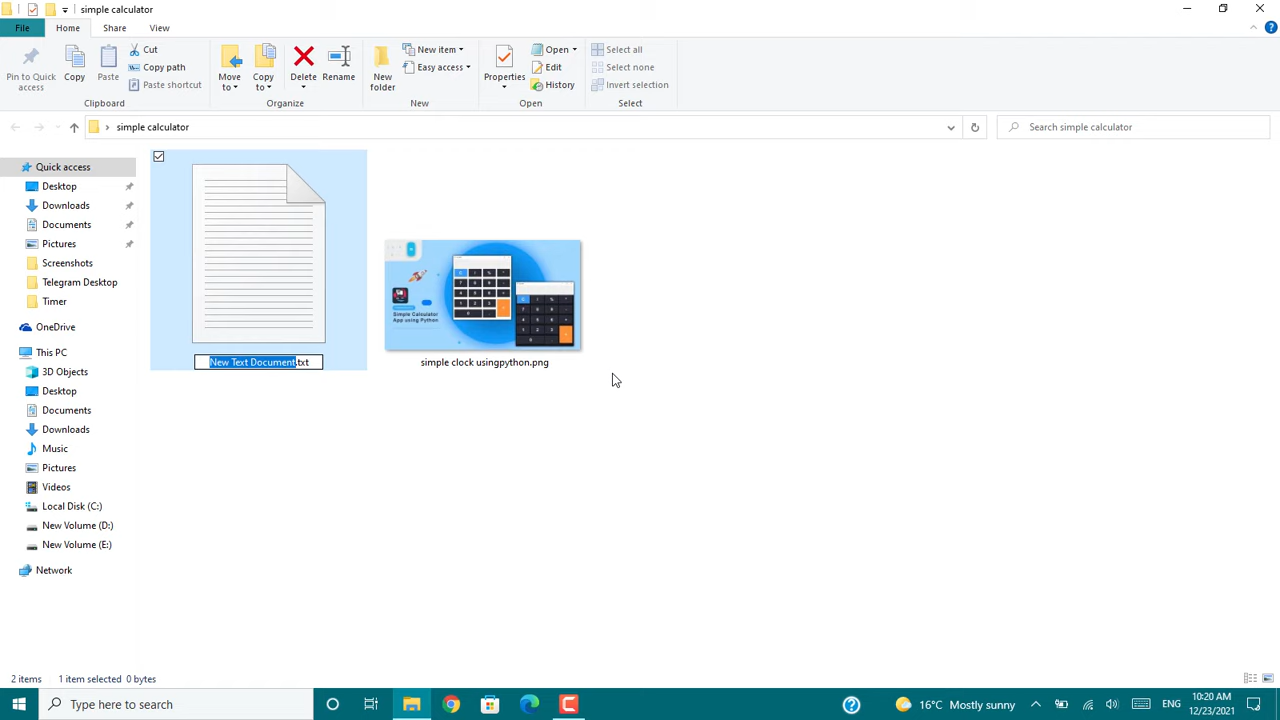 simple calculator
File
Home
Share
View
Pin to Quick
access
Copy
Paste
Cut
Copy path
Paste shortcut
Clipboard
Move
to
Copy
to
Delete
Rename
Organize
New
folder
New item
Easy access
New
Properties
Open
Edit
History
Open
Select all
Select none
Invert selection
Select
simple calculator
Search simple calculator
Quick access
Desktop
Downloads
Documents
Pictures
Screenshots
Telegram Desktop
Timer
OneDrive
This PC
3D Objects
Desktop
Documents
Downloads
Music
Pictures
Videos
Local Disk (C:)
New Volume (D:)
New Volume (E:)
Network
New Text Document.txt
Simple Calculator
App using Python
simple clock usingpython.png
2 items
1 item selected 0 bytes
Type here to search
16°C Mostly sunny
ENG
10:20 AM
12/23/2021